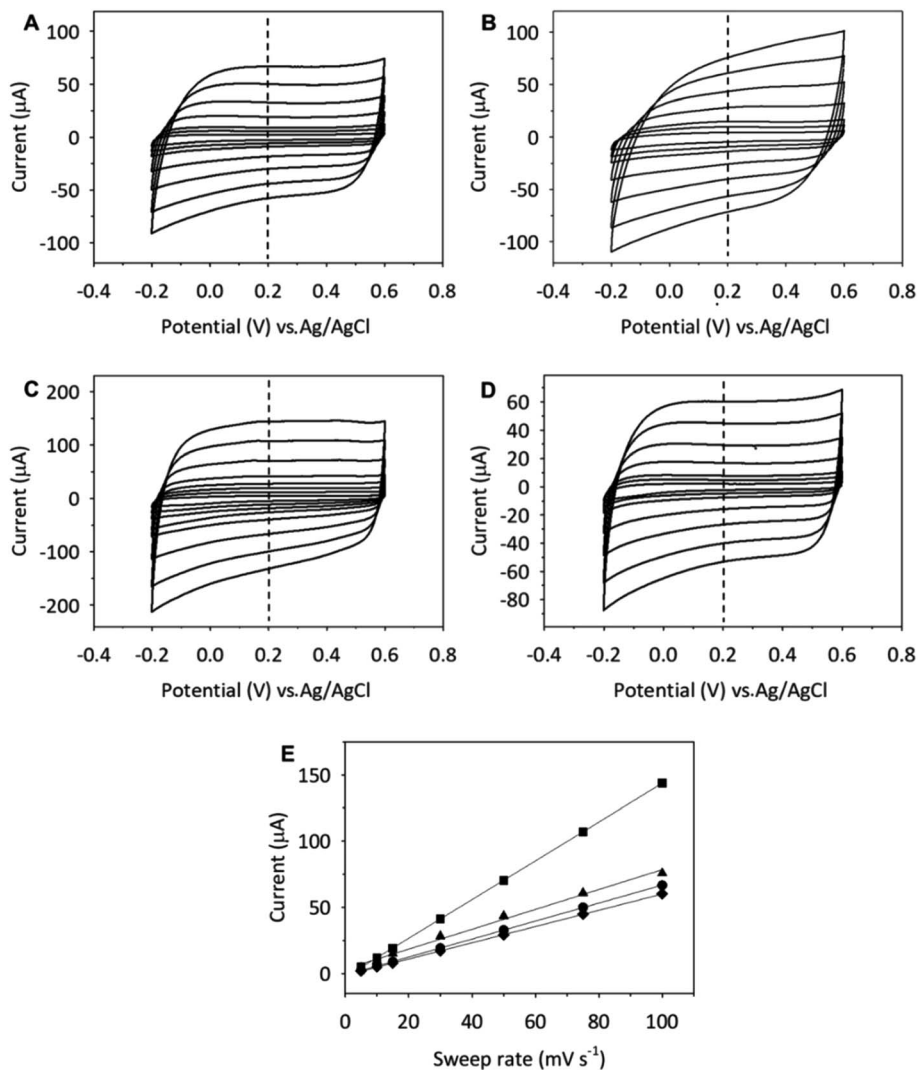 A
100
50
0
-50
-100
Current (µA)
-0.4 -0.2 0.0 0.2 0.4 0.6 0.8
Potential (V) vs.Ag/AgCl
B
100
50
0
-50
-100
Current (µA)
-0.4 -0.2 0.0 0.2 0.4 0.6 0.8
Potential (V) vs.Ag/AgCl
C
200
100
0
-100
-200
Current (µA)
-0.4 -0.2 0.0 0.2 0.4 0.6 0.8
Potential (V) vs.Ag/AgCl
D
60
40
20
0
-20
-40
-60
-80
Current (µA)
-0.4 -0.2 0.0 0.2 0.4 0.6 0.8
Potential (V) vs.Ag/AgCl
E
150
100
50
0
Current (µA)
0 20 40 60 80 100
Sweep rate (mV s⁻¹)